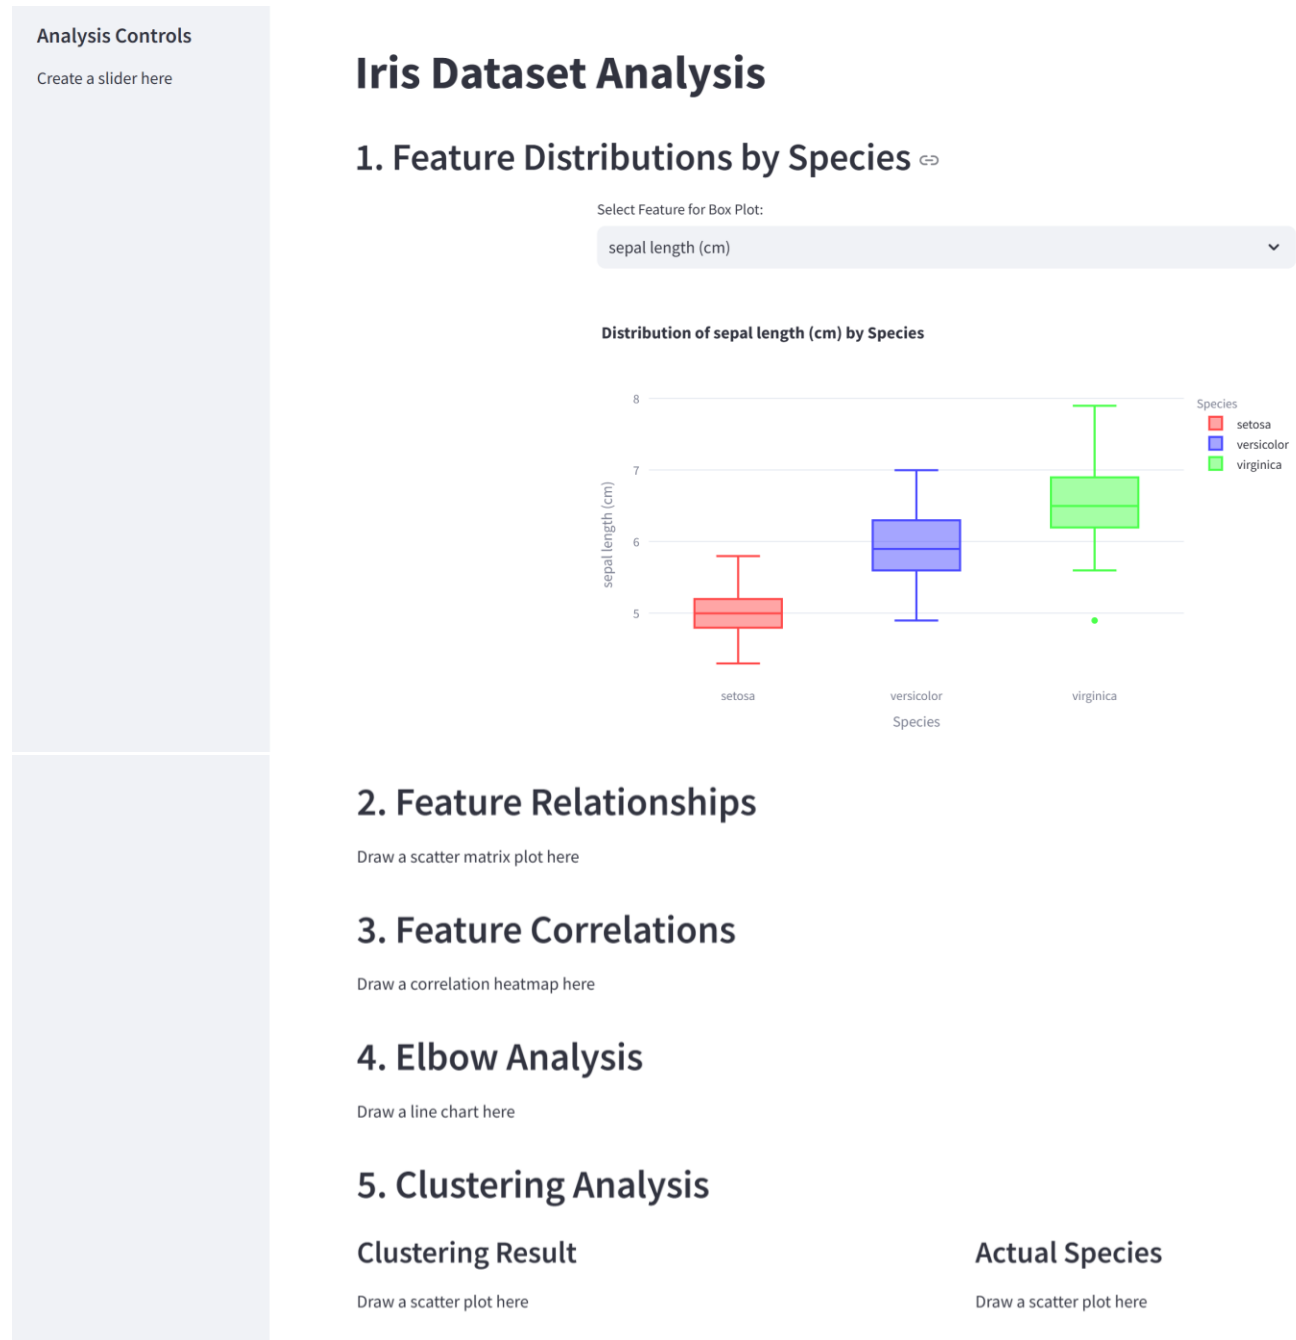 Analysis Controls
Create a slider here
Iris Dataset Analysis
1. Feature Distributions by Species
Select Feature for Box Plot:
sepal length (cm)
Distribution of sepal length (cm) by Species
8
7
6
5
sepal length (cm)
setosa
versicolor
virginica
Species
Species
setosa
versicolor
virginica
2. Feature Relationships
Draw a scatter matrix plot here
3. Feature Correlations
Draw a correlation heatmap here
4. Elbow Analysis
Draw a line chart here
5. Clustering Analysis
Clustering Result
Draw a scatter plot here
Actual Species
Draw a scatter plot here